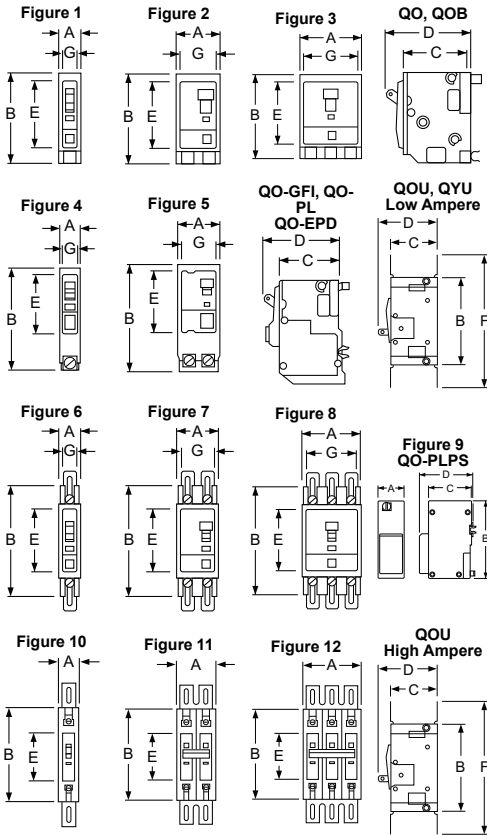 Figure 1
A
G
B
E
Figure 2
A
G
B
E
Figure 3
A
G
B
E
QO, QOB
D
C
Figure 4
A
G
B
E
Figure 5
A
G
B
E
QO-GFI, QO-
PL
QO-EPD
D
C
QOU, QYU
Low Ampere
D
C
B
F
Figure 6
A
G
B
E
Figure 7
A
G
B
E
Figure 8
A
G
B
E
Figure 9
QO-PLPS
A
D
C
B
Figure 10
A
B
E
Figure 11
A
B
E
Figure 12
A
B
E
QOU
High Ampere
D
C
B
F